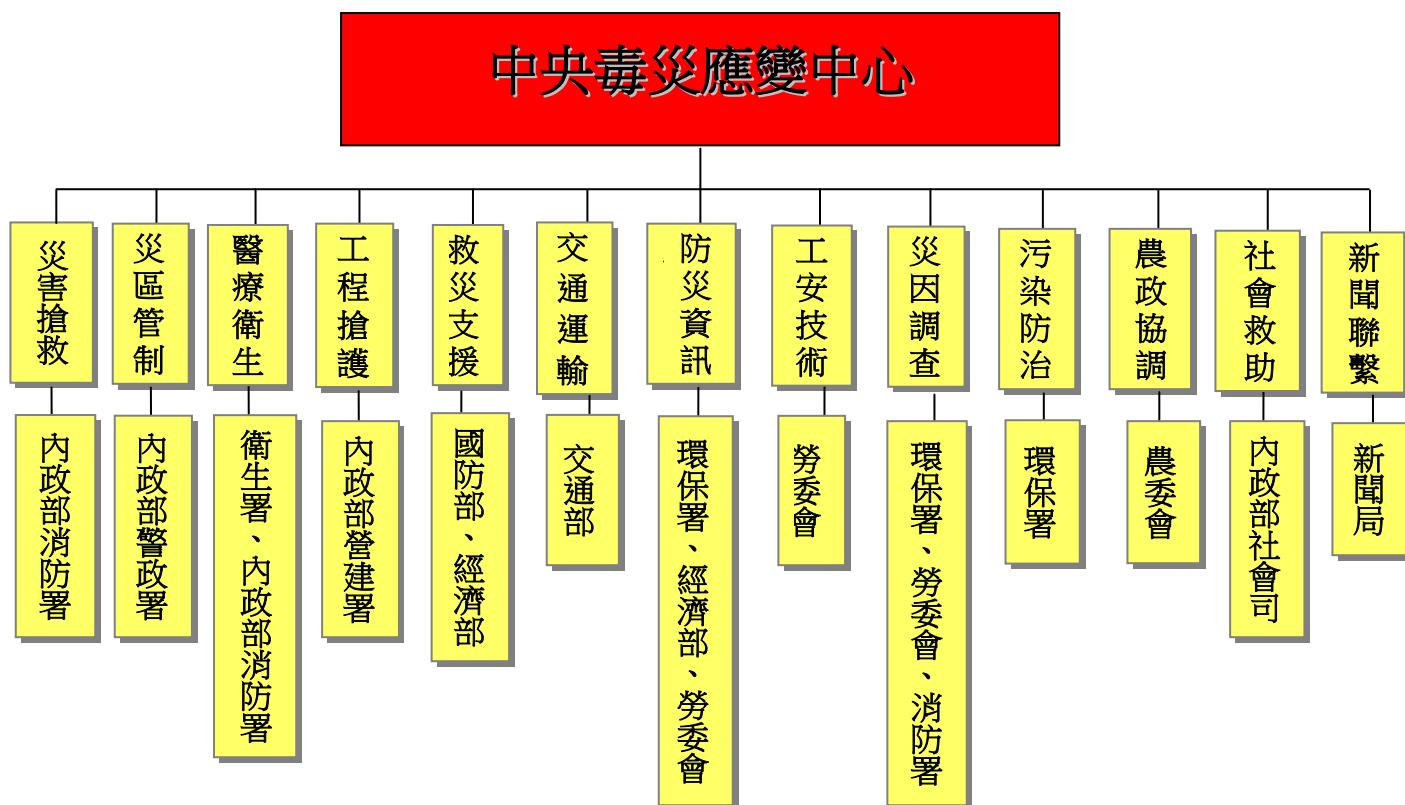 中央毒災應變中心
災害搶救
災區管制
醫療衛生
工程搶護
救災支援
交通運輸
防災資訊
工安技術
災因調查
污染防治
農政協調
社會救助
新聞聯繫
內政部消防署
內政部警政署
衛生署、內政部消防署
內政部營建署
國防部、經濟部
交通部
環保署、經濟部、勞委會
勞委會
環保署、勞委會、消防署
環保署
農委會
內政部社會司
新聞局